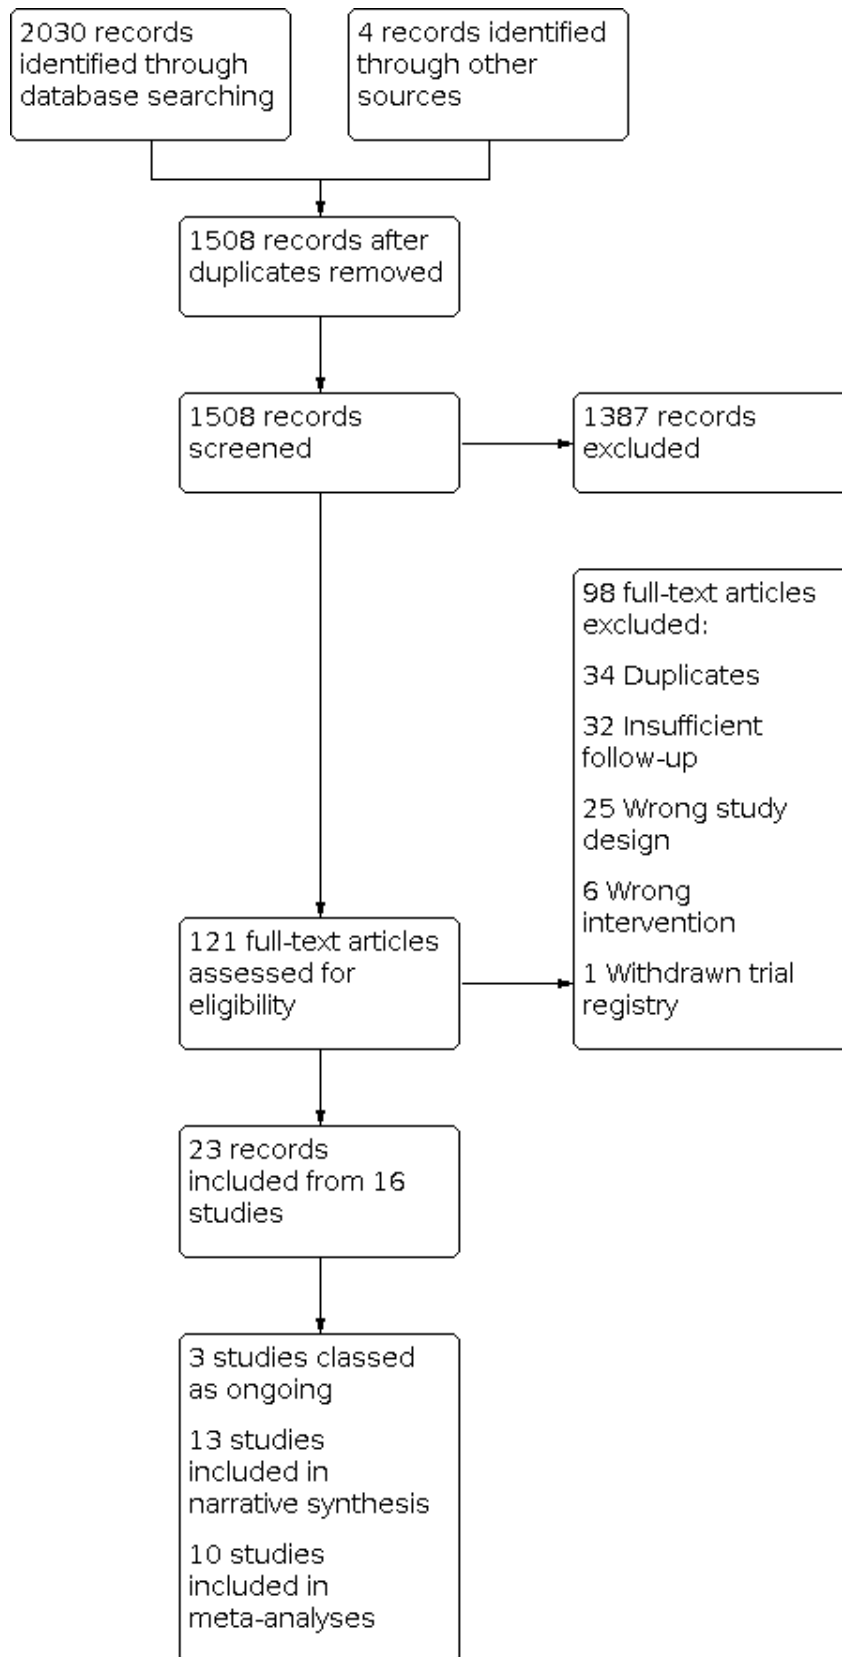 2030 records
identified through
database searching
4 records identified
through other
sources
1508 records after
duplicates removed
1508 records
screened
1387 records
excluded
98 full-text articles
excluded:
34 Duplicates
32 Insufficient
follow-up
25 Wrong study
design
6 Wrong
intervention
1 Withdrawn trial
registry
121 full-text articles
assessed for
eligibility
23 records
included from 16
studies
3 studies classed
as ongoing
13 studies
included in
narrative synthesis
10 studies
included in
meta-analyses